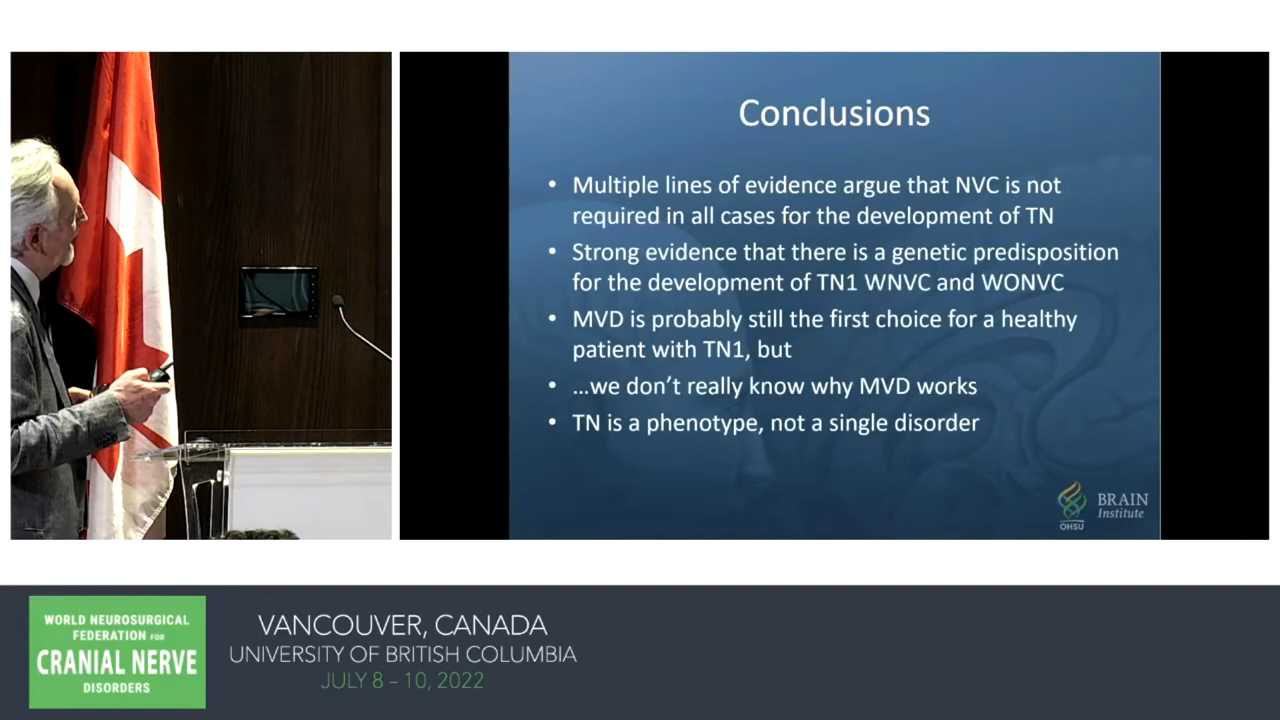 Conclusions
• Multiple lines of evidence argue that NVC is not
required in all cases for the development of TN
• Strong evidence that there is a genetic predisposition
for the development of TN1 WNVC and WONVC
• MVD is probably still the first choice for a healthy
patient with TN1, but
• …we don't really know why MVD works
• TN is a phenotype, not a single disorder
BRAIN
Institute
OHSU
WORLD NEUROSURGICAL
FEDERATION FOR
CRANIAL NERVE
DISORDERS
VANCOUVER, CANADA
UNIVERSITY OF BRITISH COLUMBIA
JULY 8 – 10, 2022